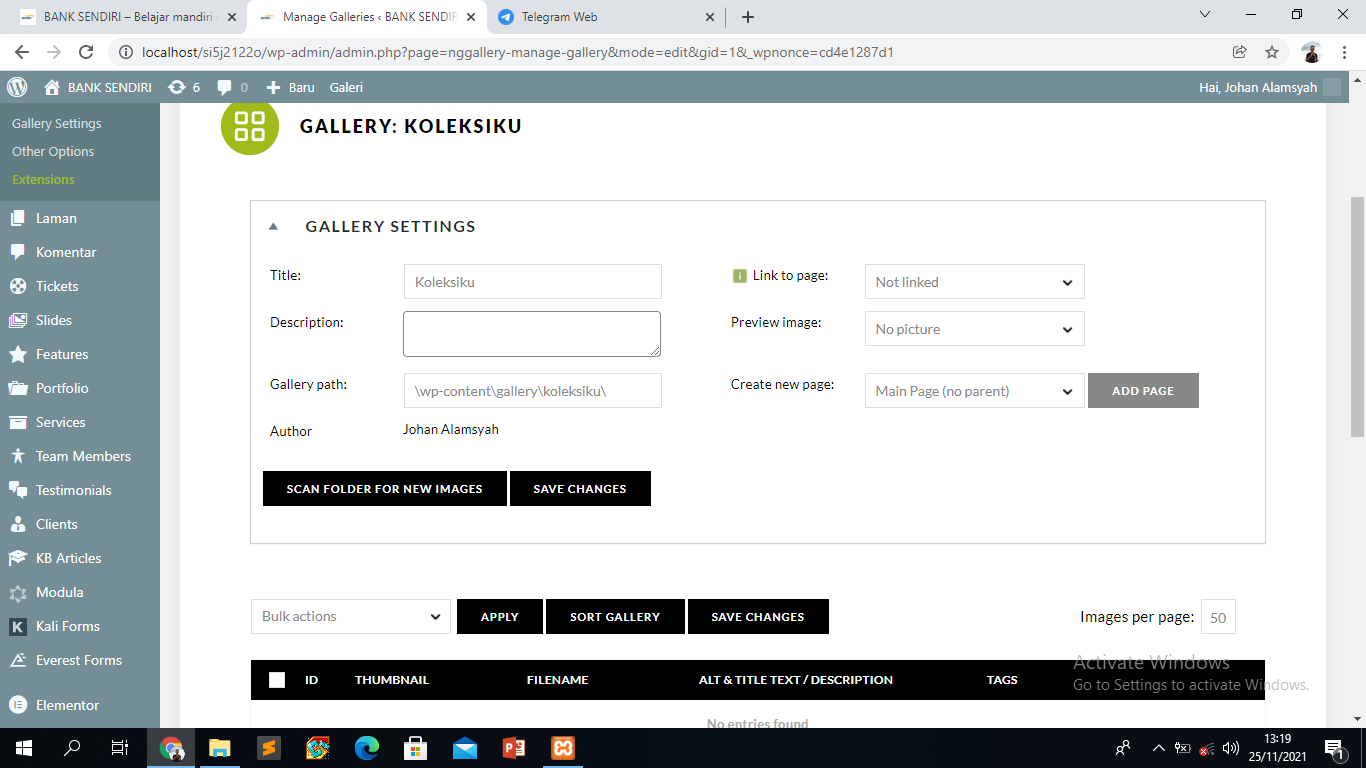 BANK SENDIRI – Belajar mandiri
Manage Galleries ‹ BANK SENDIR
Telegram Web
localhost/si5j2122o/wp-admin/admin.php?page=nggallery-manage-gallery&mode=edit&gid=1&_wpnonce=cd4e1287d1
BANK SENDIRI
6
0
Baru
Galeri
Hai, Johan Alamsyah
Gallery Settings
Other Options
Extensions
Laman
Komentar
Tickets
Slides
Features
Portfolio
Services
Team Members
Testimonials
Clients
KB Articles
Modula
Kali Forms
Everest Forms
Elementor
GALLERY: KOLEKSIKU
GALLERY SETTINGS
Title:
Koleksiku
Link to page:
Not linked
Description:
Preview image:
No picture
Gallery path:
\wp-content\gallery\koleksiku\
Create new page:
Main Page (no parent)
ADD PAGE
Author
Johan Alamsyah
SCAN FOLDER FOR NEW IMAGES
SAVE CHANGES
Bulk actions
APPLY
SORT GALLERY
SAVE CHANGES
Images per page:
50
ID
THUMBNAIL
FILENAME
ALT & TITLE TEXT / DESCRIPTION
TAGS
No entries found
Activate Windows
Go to Settings to activate Windows.
13:19
25/11/2021
1